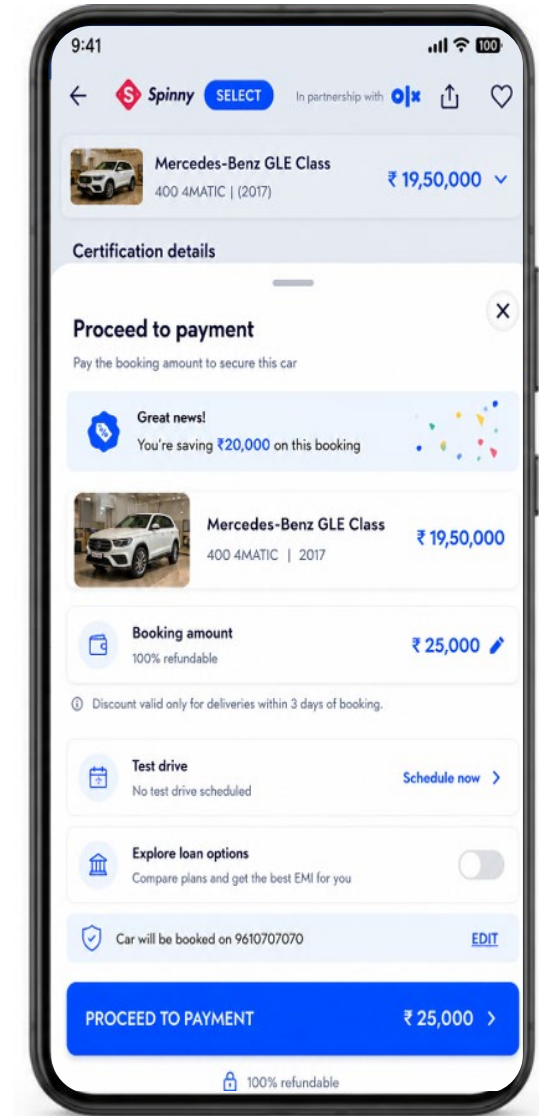 9:41
100
Spinny SELECT In partnership with olx
Mercedes-Benz GLE Class
400 4MATIC | (2017)
₹ 19,50,000
Certification details
Proceed to payment
Pay the booking amount to secure this car
Great news!
You're saving ₹20,000 on this booking
Mercedes-Benz GLE Class
400 4MATIC | 2017
₹ 19,50,000
Booking amount
100% refundable
₹ 25,000
Discount valid only for deliveries within 3 days of booking.
Test drive
No test drive scheduled
Schedule now
Explore loan options
Compare plans and get the best EMI for you
Car will be booked on 9610707070
EDIT
PROCEED TO PAYMENT ₹ 25,000
100% refundable